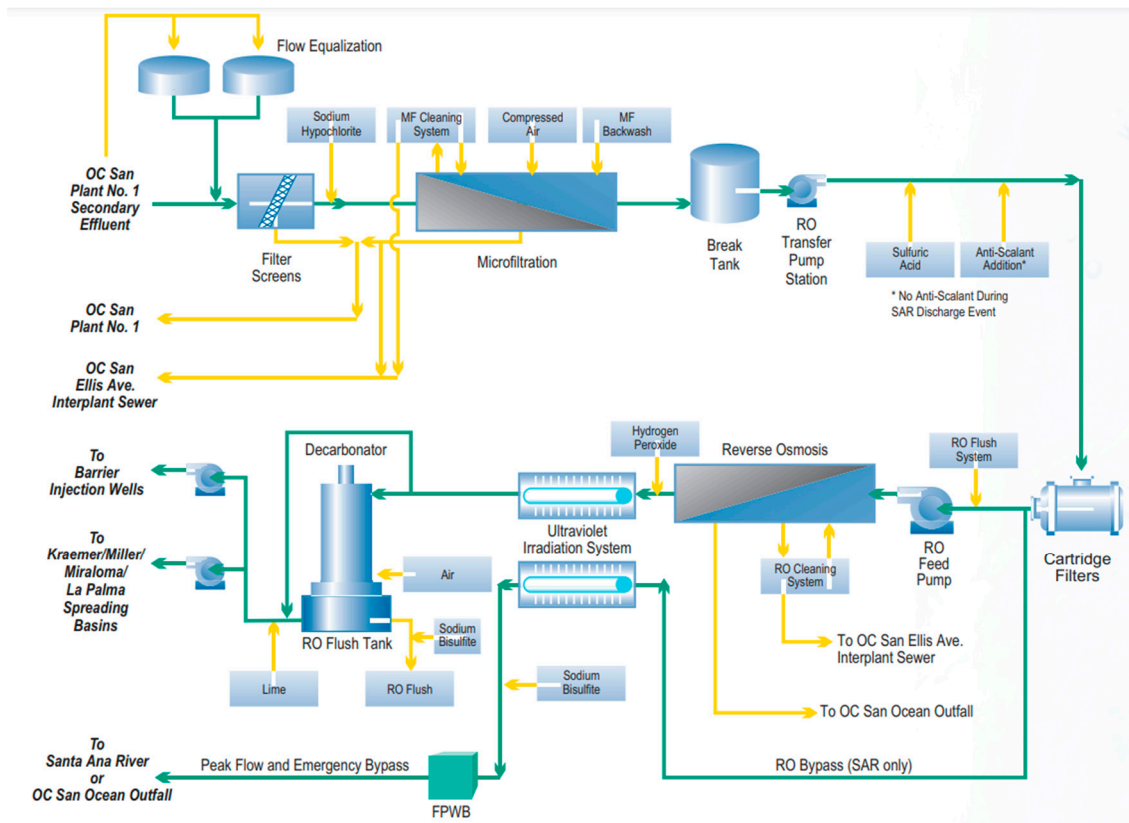 Flow Equalization
OC San
Plant No. 1
Secondary
Effluent
Sodium
Hypochlorite
MF Cleaning
System
Compressed
Air
MF
Backwash
Filter
Screens
Microfiltration
Break
Tank
RO
Transfer
Pump
Station
Sulfuric
Acid
Anti-Scalant
Addition*
* No Anti-Scalant During
SAR Discharge Event
OC San
Plant No. 1
OC San
Ellis Ave.
Interplant Sewer
To
Barrier
Injection Wells
To
Kraemer/Miller/
Miraloma/
La Palma
Spreading
Basins
Decarbonator
Air
RO Flush Tank
Sodium
Bisulfite
Lime
RO Flush
Hydrogen
Peroxide
Ultraviolet
Irradiation System
Reverse Osmosis
RO Cleaning
System
RO Flush
System
RO
Feed
Pump
Cartridge
Filters
To OC San Ellis Ave.
Interplant Sewer
To OC San Ocean Outfall
Sodium
Bisulfite
To
Santa Ana River
or
OC San Ocean Outfall
Peak Flow and Emergency Bypass
FPWB
RO Bypass (SAR only)